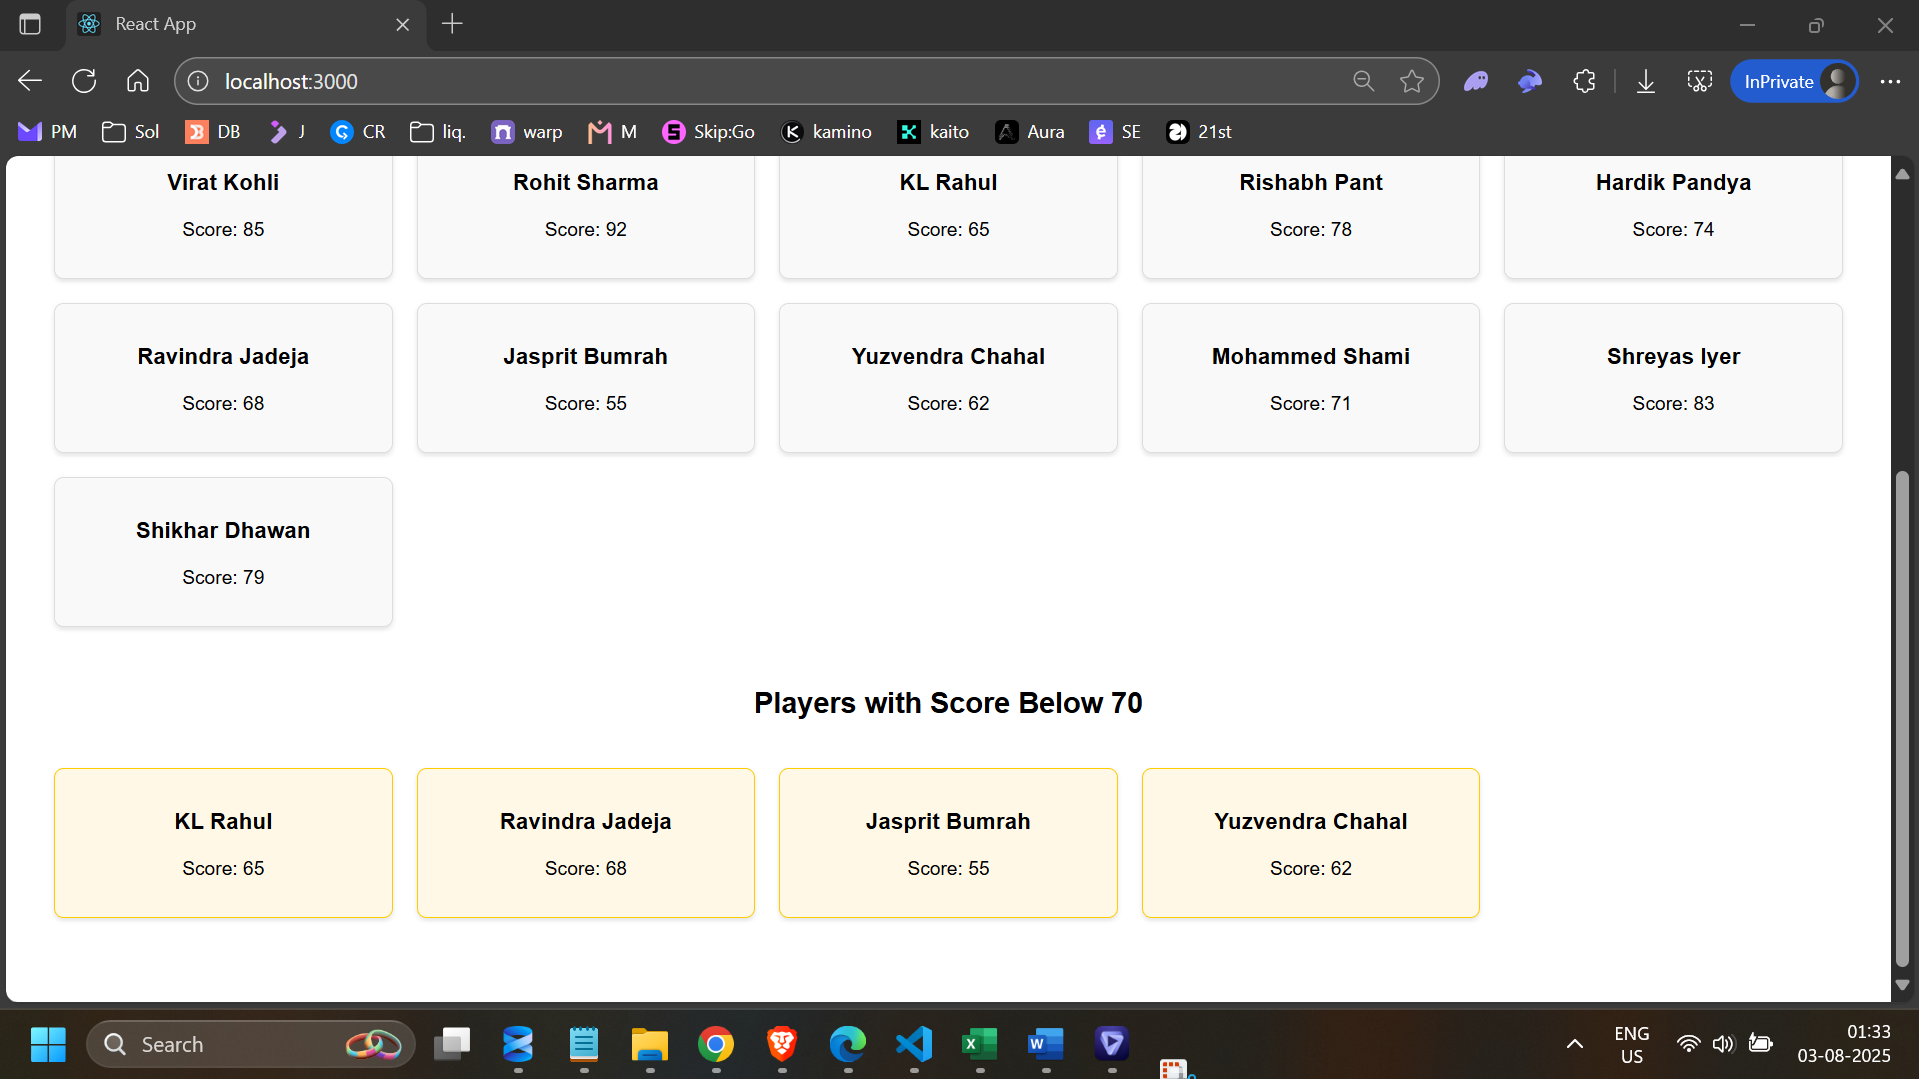 React App
localhost:3000
InPrivate
PM Sol DB J CR liq. warp M Skip:Go kamino kaito Aura SE 21st
Virat Kohli Rohit Sharma KL Rahul Rishabh Pant Hardik Pandya
Score: 85 Score: 92 Score: 65 Score: 78 Score: 74
Ravindra Jadeja Jasprit Bumrah Yuzvendra Chahal Mohammed Shami Shreyas Iyer
Score: 68 Score: 55 Score: 62 Score: 71 Score: 83
Shikhar Dhawan
Score: 79
Players with Score Below 70
KL Rahul Ravindra Jadeja Jasprit Bumrah Yuzvendra Chahal
Score: 65 Score: 68 Score: 55 Score: 62
Search
ENG
US
01:33
03-08-2025